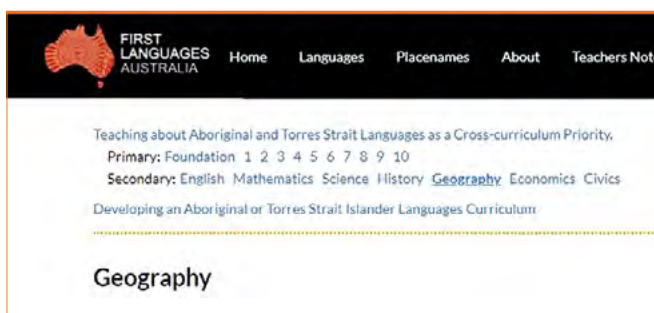 FIRST
LANGUAGES
AUSTRALIA
Home Languages Placenames About Teachers Not
Teaching about Aboriginal and Torres Strait Languages as a Cross-curriculum Priority.
Primary: Foundation 1 2 3 4 5 6 7 8 9 10
Secondary: English Mathematics Science History Geography Economics Civics
Developing an Aboriginal or Torres Strait Islander Languages Curriculum
Geography